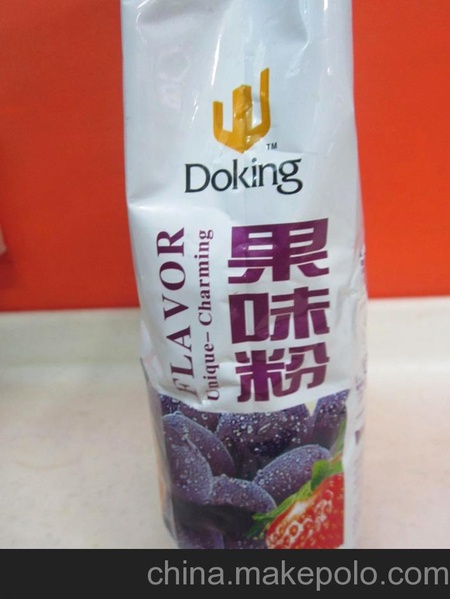 TM
Doking
果味粉
FLAVOR
Unique-Charming
china.makepolo.com